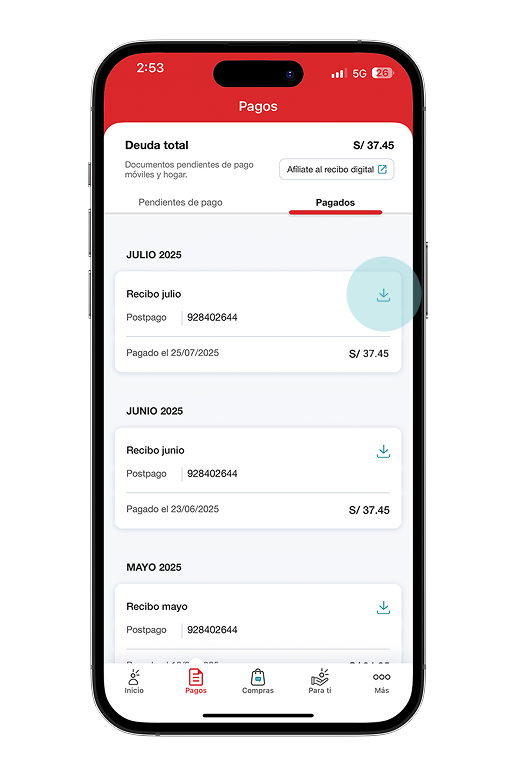 2:53
5G 26
Pagos
Deuda total S/ 37.45
Documentos pendientes de pago
móviles y hogar.
Afíliate al recibo digital
Pendientes de pago Pagados
JULIO 2025
Recibo julio
Postpago 928402644
Pagado el 25/07/2025 S/ 37.45
JUNIO 2025
Recibo junio
Postpago 928402644
Pagado el 23/06/2025 S/ 37.45
MAYO 2025
Recibo mayo
Postpago 928402644
Inicio Pagos Compras Para ti Más